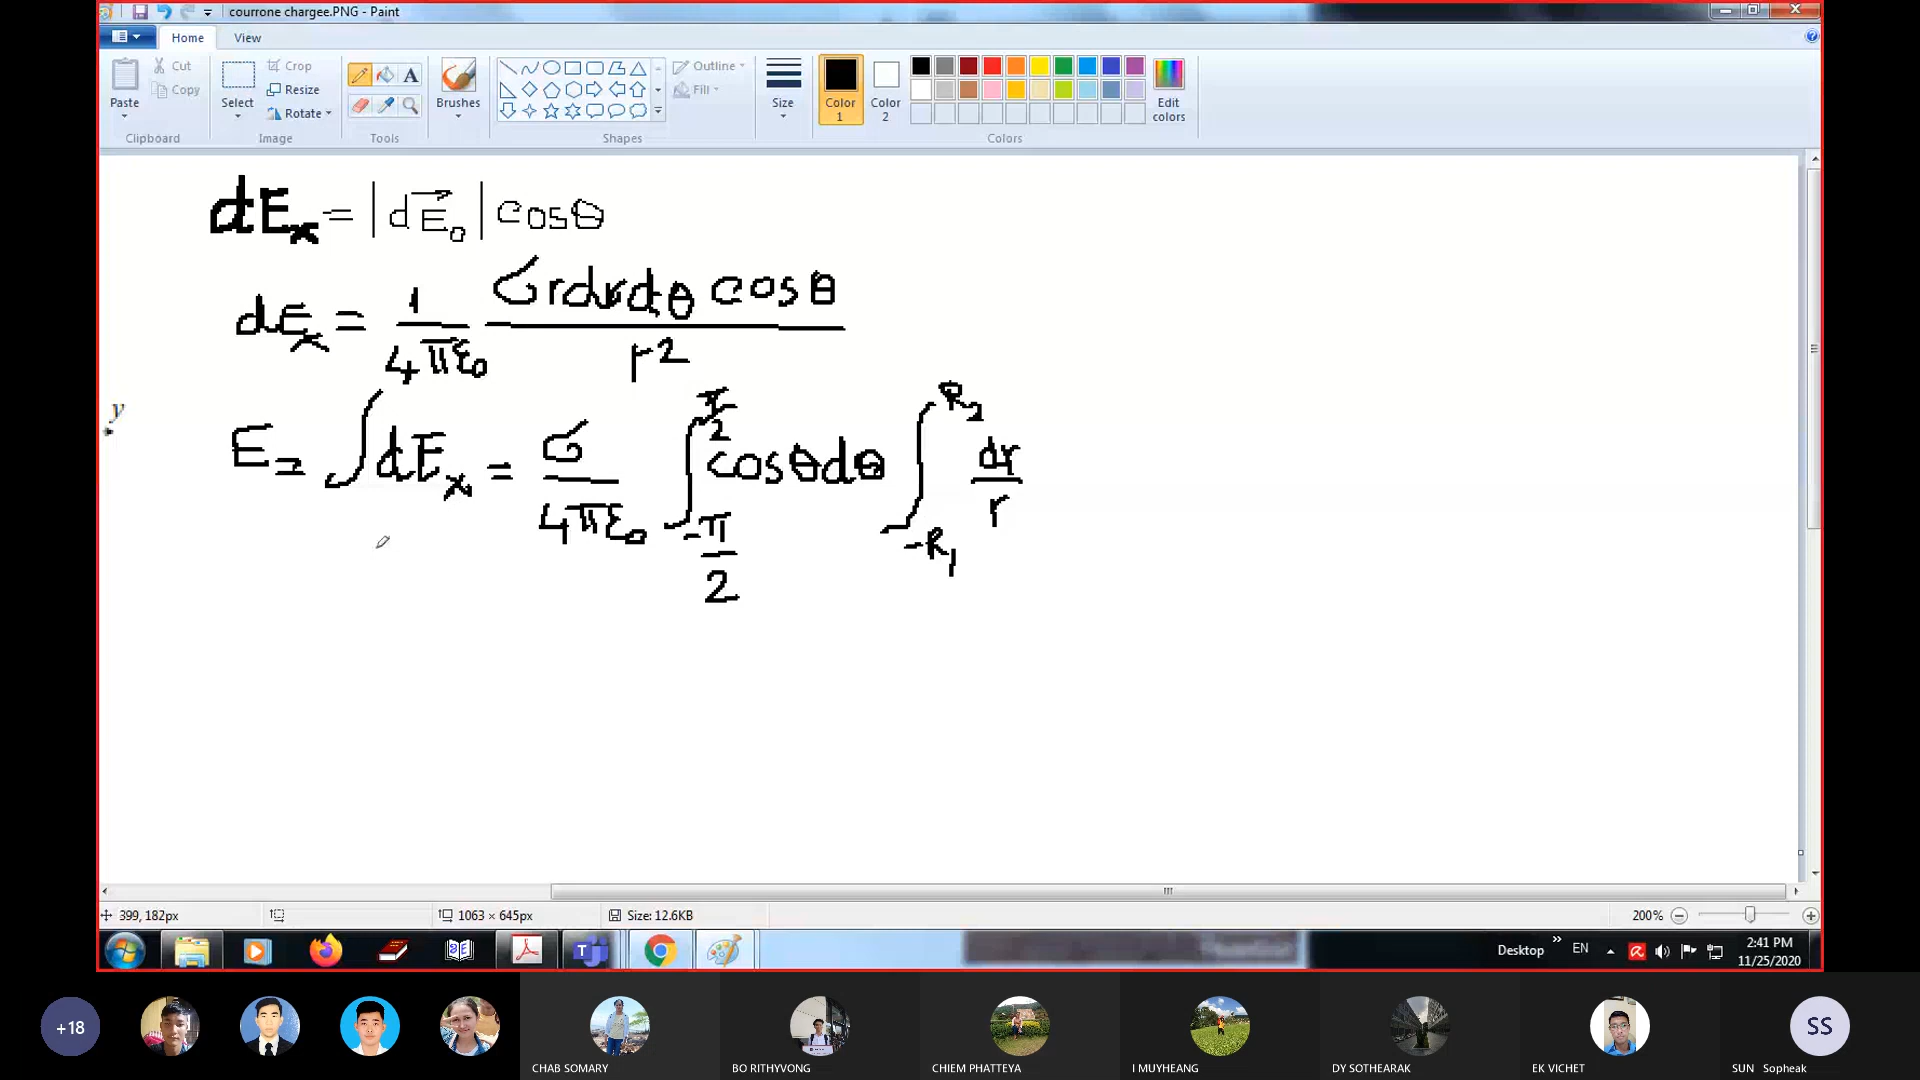 courrone chargee.PNG - Paint
Home View
Paste
Cut
Copy
Clipboard
Select
Crop
Resize
Rotate
Image
Tools
Brushes
Shapes
Outline
Fill
Size
Color 1
Color 2
Edit colors
Colors
dEₓ = |dE⃗₀| cosθ
dEₓ = 1/(4πε₀) σrdrdθ cosθ / r²
y
E = ∫dEₓ = σ/(4πε₀) ∫_{-π/2}^{π/2} cosθdθ ∫_{-R₁}^{R₂} dr/r
399, 182px
1063 × 645px
Size: 12.6KB
200%
Desktop
EN
2:41 PM
11/25/2020
+18
CHAB SOMARY
BO RITHYVONG
CHIEM PHATTEYA
I MUYHEANG
DY SOTHEARAK
EK VICHET
SS
SUN Sopheak